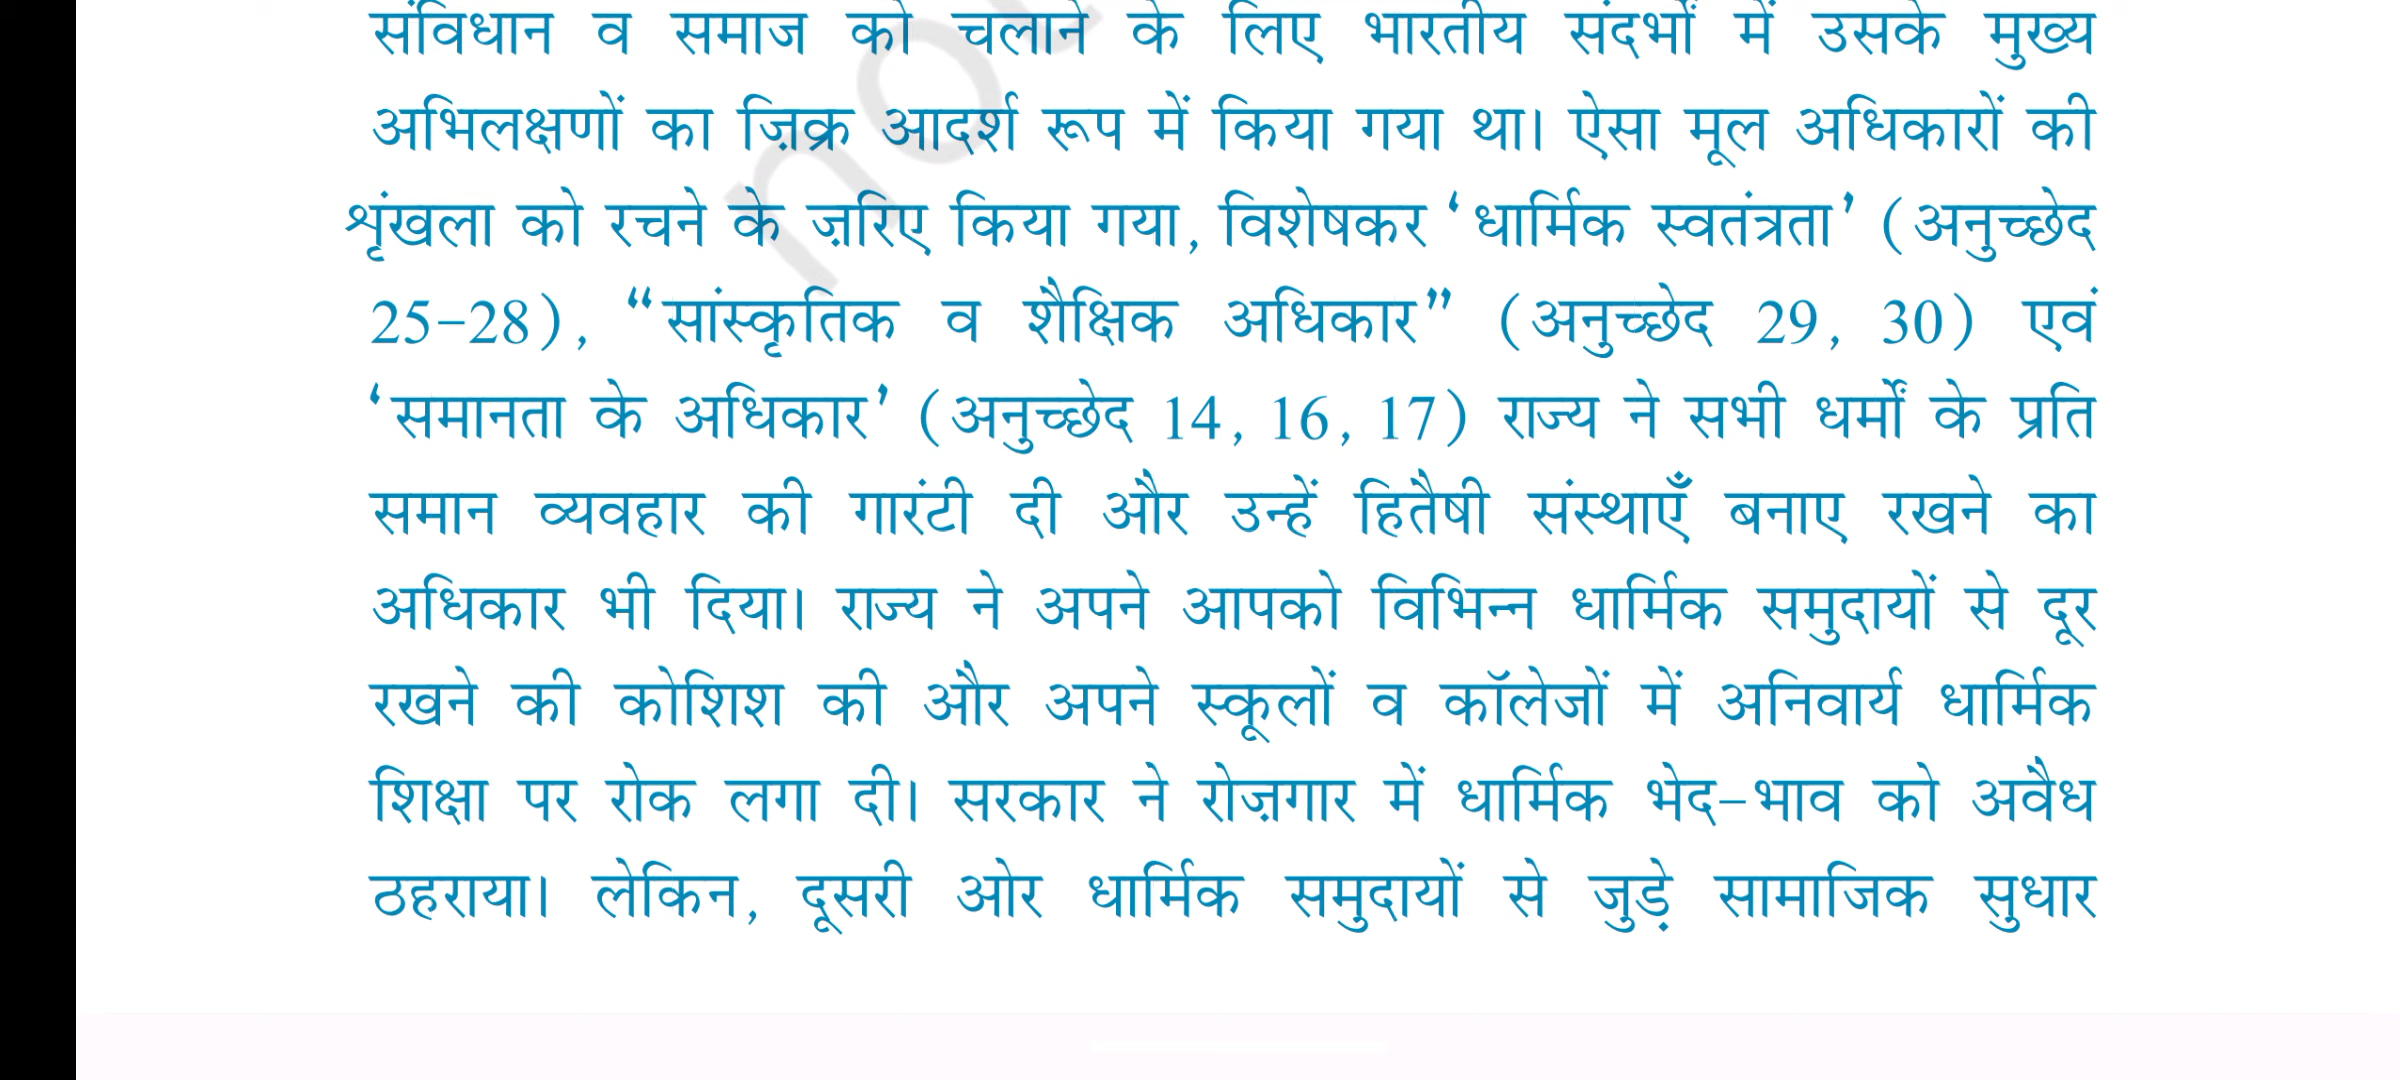 संविधान व समाज को चलाने के लिए भारतीय संदर्भों में उसके मुख्य
अभिलक्षणों का ज़िक्र आदर्श रूप में किया गया था। ऐसा मूल अधिकारों की
शृंखला को रचने के ज़रिए किया गया, विशेषकर ‘धार्मिक स्वतंत्रता’ (अनुच्छेद
25-28), “सांस्कृतिक व शैक्षिक अधिकार” (अनुच्छेद 29, 30) एवं
‘समानता के अधिकार’ (अनुच्छेद 14, 16, 17) राज्य ने सभी धर्मों के प्रति
समान व्यवहार की गारंटी दी और उन्हें हितैषी संस्थाएँ बनाए रखने का
अधिकार भी दिया। राज्य ने अपने आपको विभिन्न धार्मिक समुदायों से दूर
रखने की कोशिश की और अपने स्कूलों व कॉलेजों में अनिवार्य धार्मिक
शिक्षा पर रोक लगा दी। सरकार ने रोज़गार में धार्मिक भेद-भाव को अवैध
ठहराया। लेकिन, दूसरी ओर धार्मिक समुदायों से जुड़े सामाजिक सुधार
not